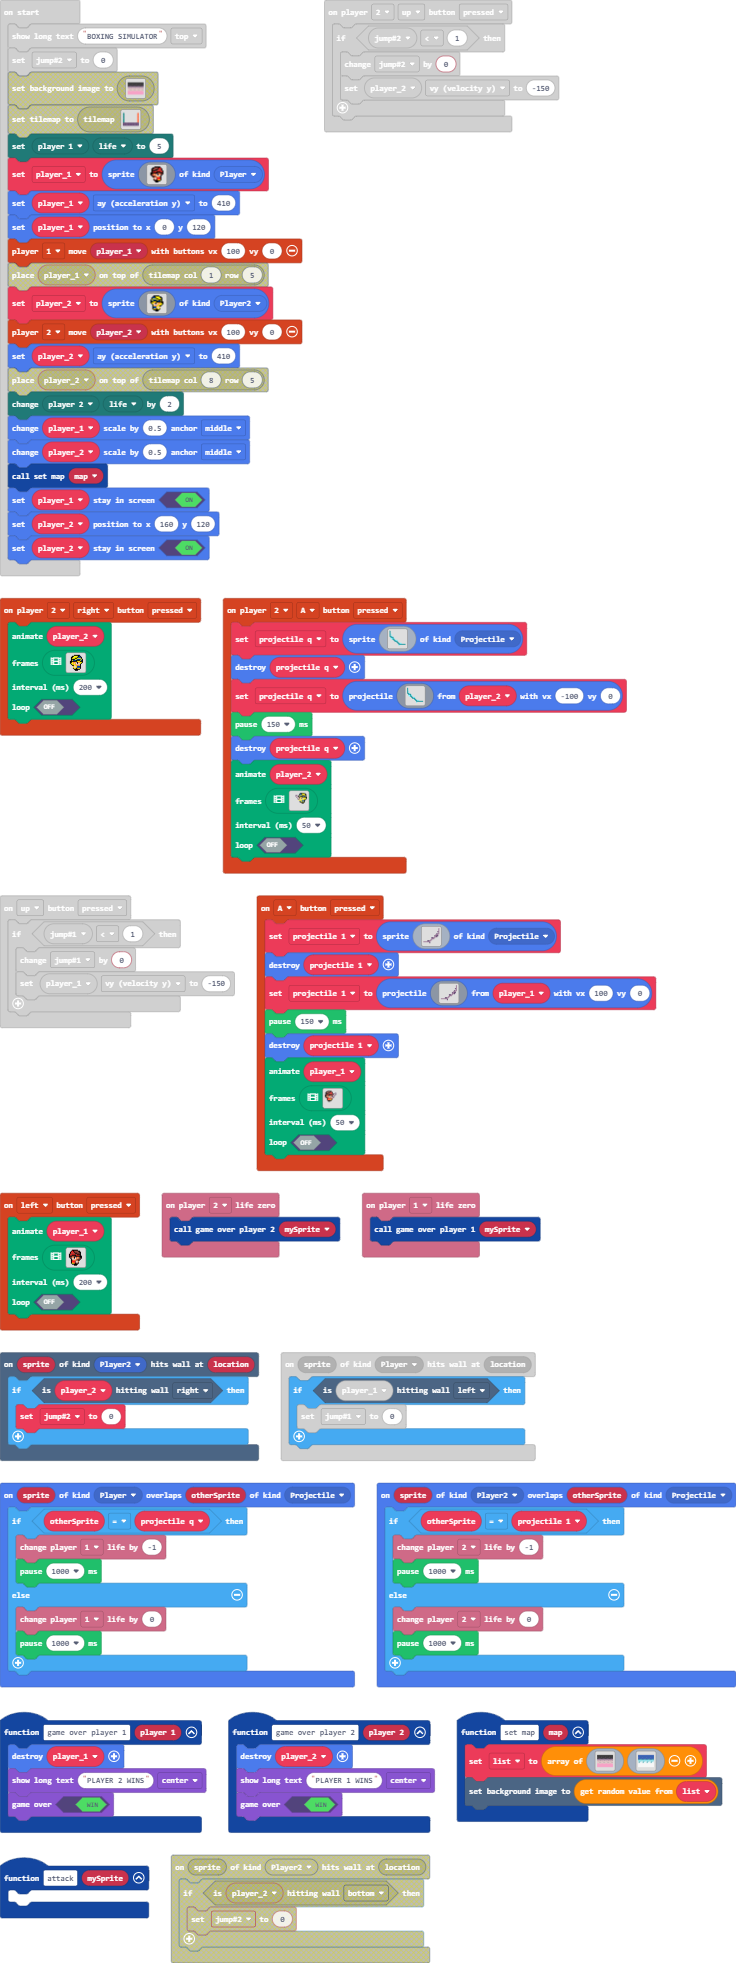 on start
show long text "BOXING SIMULATOR" top
set jump#2 to 0
set background image to
set tilemap to tilemap
set player 1 life to 5
set player_1 to sprite of kind Player
set player_1 ay (acceleration y) to 410
set player_1 position to x 0 y 120
player 1 move player_1 with buttons vx 100 vy 0
place player_1 on top of tilemap col 1 row 5
set player_2 to sprite of kind Player2
player 2 move player_2 with buttons vx 100 vy 0
set player_2 ay (acceleration y) to 410
place player_2 on top of tilemap col 8 row 5
change player 2 life by 2
change player_1 scale by 0.5 anchor middle
change player_2 scale by 0.5 anchor middle
call set map map
set player_1 stay in screen ON
set player_2 position to x 160 y 120
set player_2 stay in screen ON
on player 2 up button pressed
if jump#2 < 1 then
change jump#2 by 0
set player_2 vy (velocity y) to -150
on player 2 right button pressed
animate player_2
frames
interval (ms) 200
loop OFF
on player 2 A button pressed
set projectile q to sprite of kind Projectile
destroy projectile q
set projectile q to projectile from player_2 with vx -100 vy 0
pause 150 ms
destroy projectile q
animate player_2
frames
interval (ms) 50
loop OFF
on up button pressed
if jump#1 < 1 then
change jump#1 by 0
set player_1 vy (velocity y) to -150
on A button pressed
set projectile 1 to sprite of kind Projectile
destroy projectile 1
set projectile 1 to projectile from player_1 with vx 100 vy 0
pause 150 ms
destroy projectile 1
animate player_1
frames
interval (ms) 50
loop OFF
on left button pressed
animate player_1
frames
interval (ms) 200
loop OFF
on player 2 life zero
call game over player 2 mySprite
on player 1 life zero
call game over player 1 mySprite
on sprite of kind Player2 hits wall at location
if is player_2 hitting wall right then
set jump#2 to 0
on sprite of kind Player hits wall at location
if is player_1 hitting wall left then
set jump#1 to 0
on sprite of kind Player overlaps otherSprite of kind Projectile
if otherSprite = projectile q then
change player 1 life by -1
pause 1000 ms
else
change player 1 life by 0
pause 1000 ms
on sprite of kind Player2 overlaps otherSprite of kind Projectile
if otherSprite = projectile 1 then
change player 2 life by -1
pause 1000 ms
else
change player 2 life by 0
pause 1000 ms
function game over player 1 player 1
destroy player_1
show long text "PLAYER 2 WINS" center
game over WIN
function game over player 2 player 2
destroy player_2
show long text "PLAYER 1 WINS" center
game over WIN
function set map map
set list to array of
set background image to get random value from list
function attack mySprite
on sprite of kind Player2 hits wall at location
if is player_2 hitting wall bottom then
set jump#2 to 0